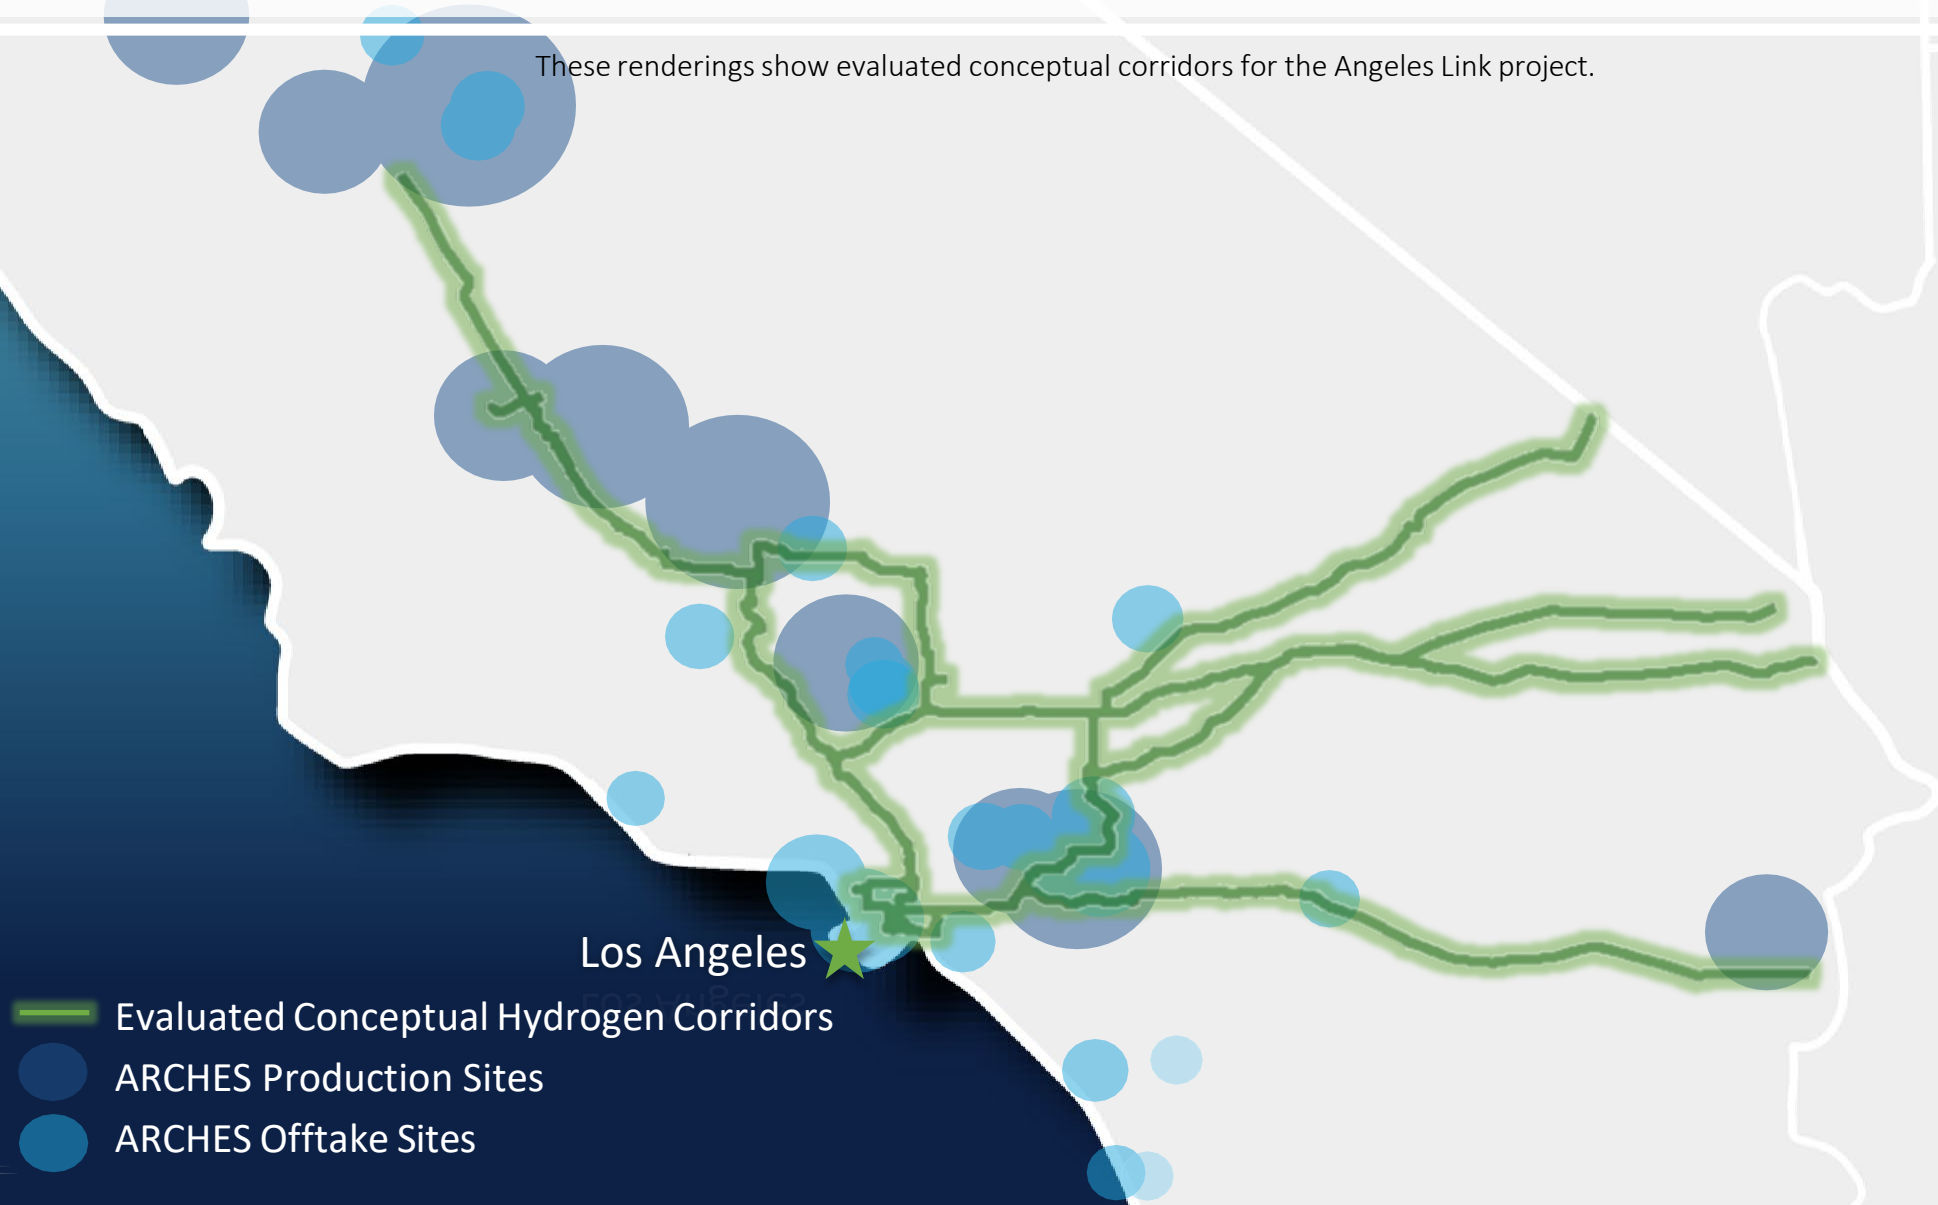 These renderings show evaluated conceptual corridors for the Angeles Link project.
Los Angeles
Evaluated Conceptual Hydrogen Corridors
ARCHES Production Sites
ARCHES Offtake Sites